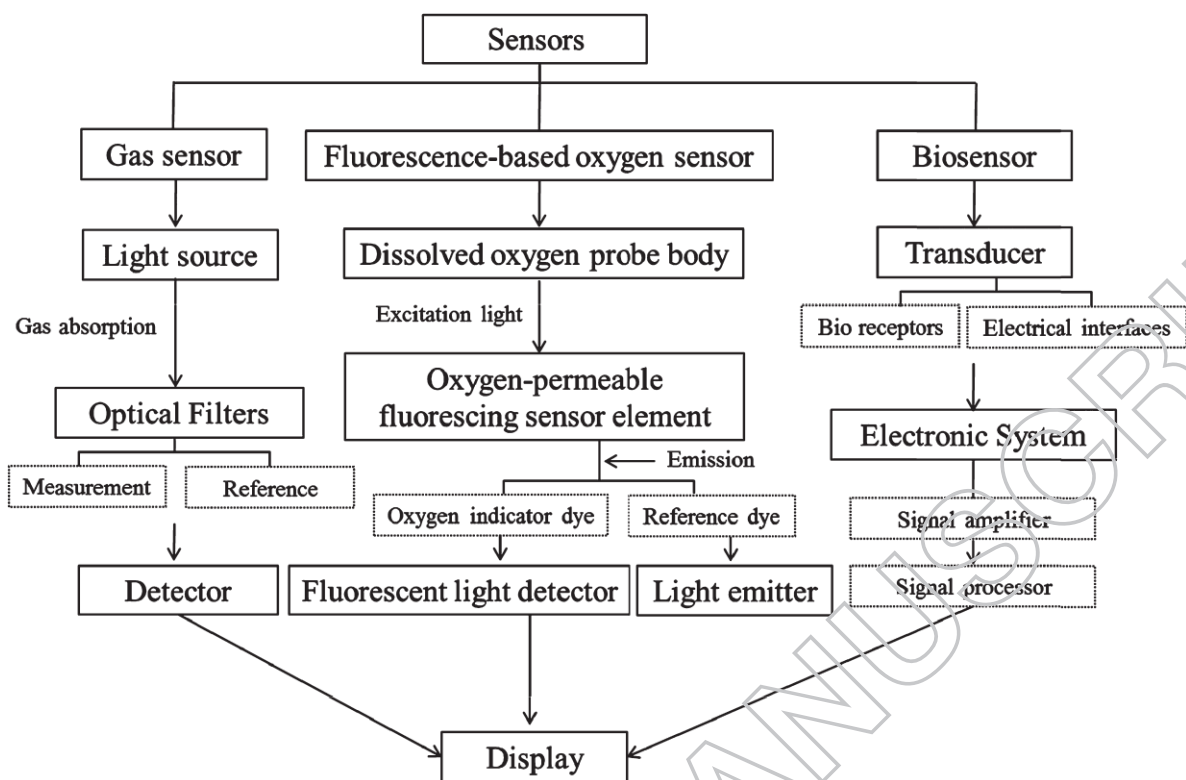 Sensors
Gas sensor
Fluorescence-based oxygen sensor
Biosensor
Light source
Dissolved oxygen probe body
Transducer
Gas absorption
Excitation light
Bio receptors
Electrical interfaces
Optical Filters
Oxygen-permeable
fluorescing sensor element
Electronic System
Measurement
Reference
Emission
Oxygen indicator dye
Reference dye
Signal amplifier
Detector
Fluorescent light detector
Light emitter
Signal processor
Display
ANUSCRI